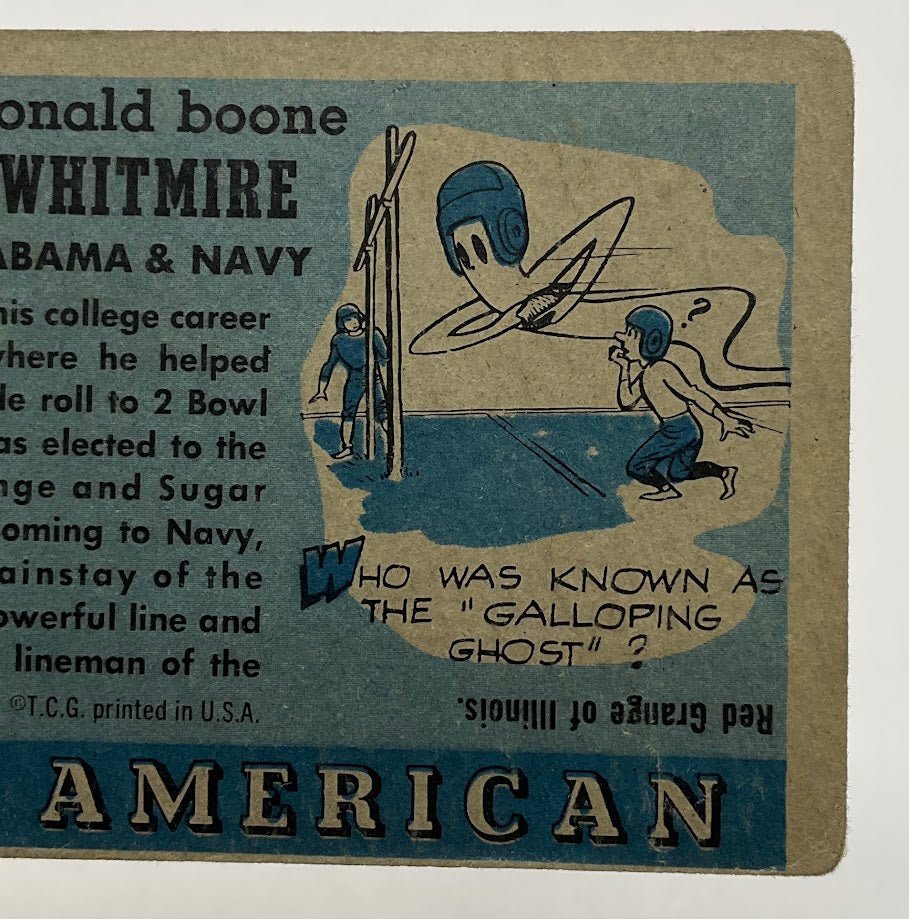 onald boone
WHITMIRE
ABAMA & NAVY
his college career
where he helped
le roll to 2 Bowl
as elected to the
nge and Sugar
oming to Navy,
ainstay of the
owerful line and
lineman of the
©T.C.G. printed in U.S.A.
?
WHO WAS KNOWN AS
THE "GALLOPING
GHOST" ?
Red Grange of Illinois.
AMERICAN